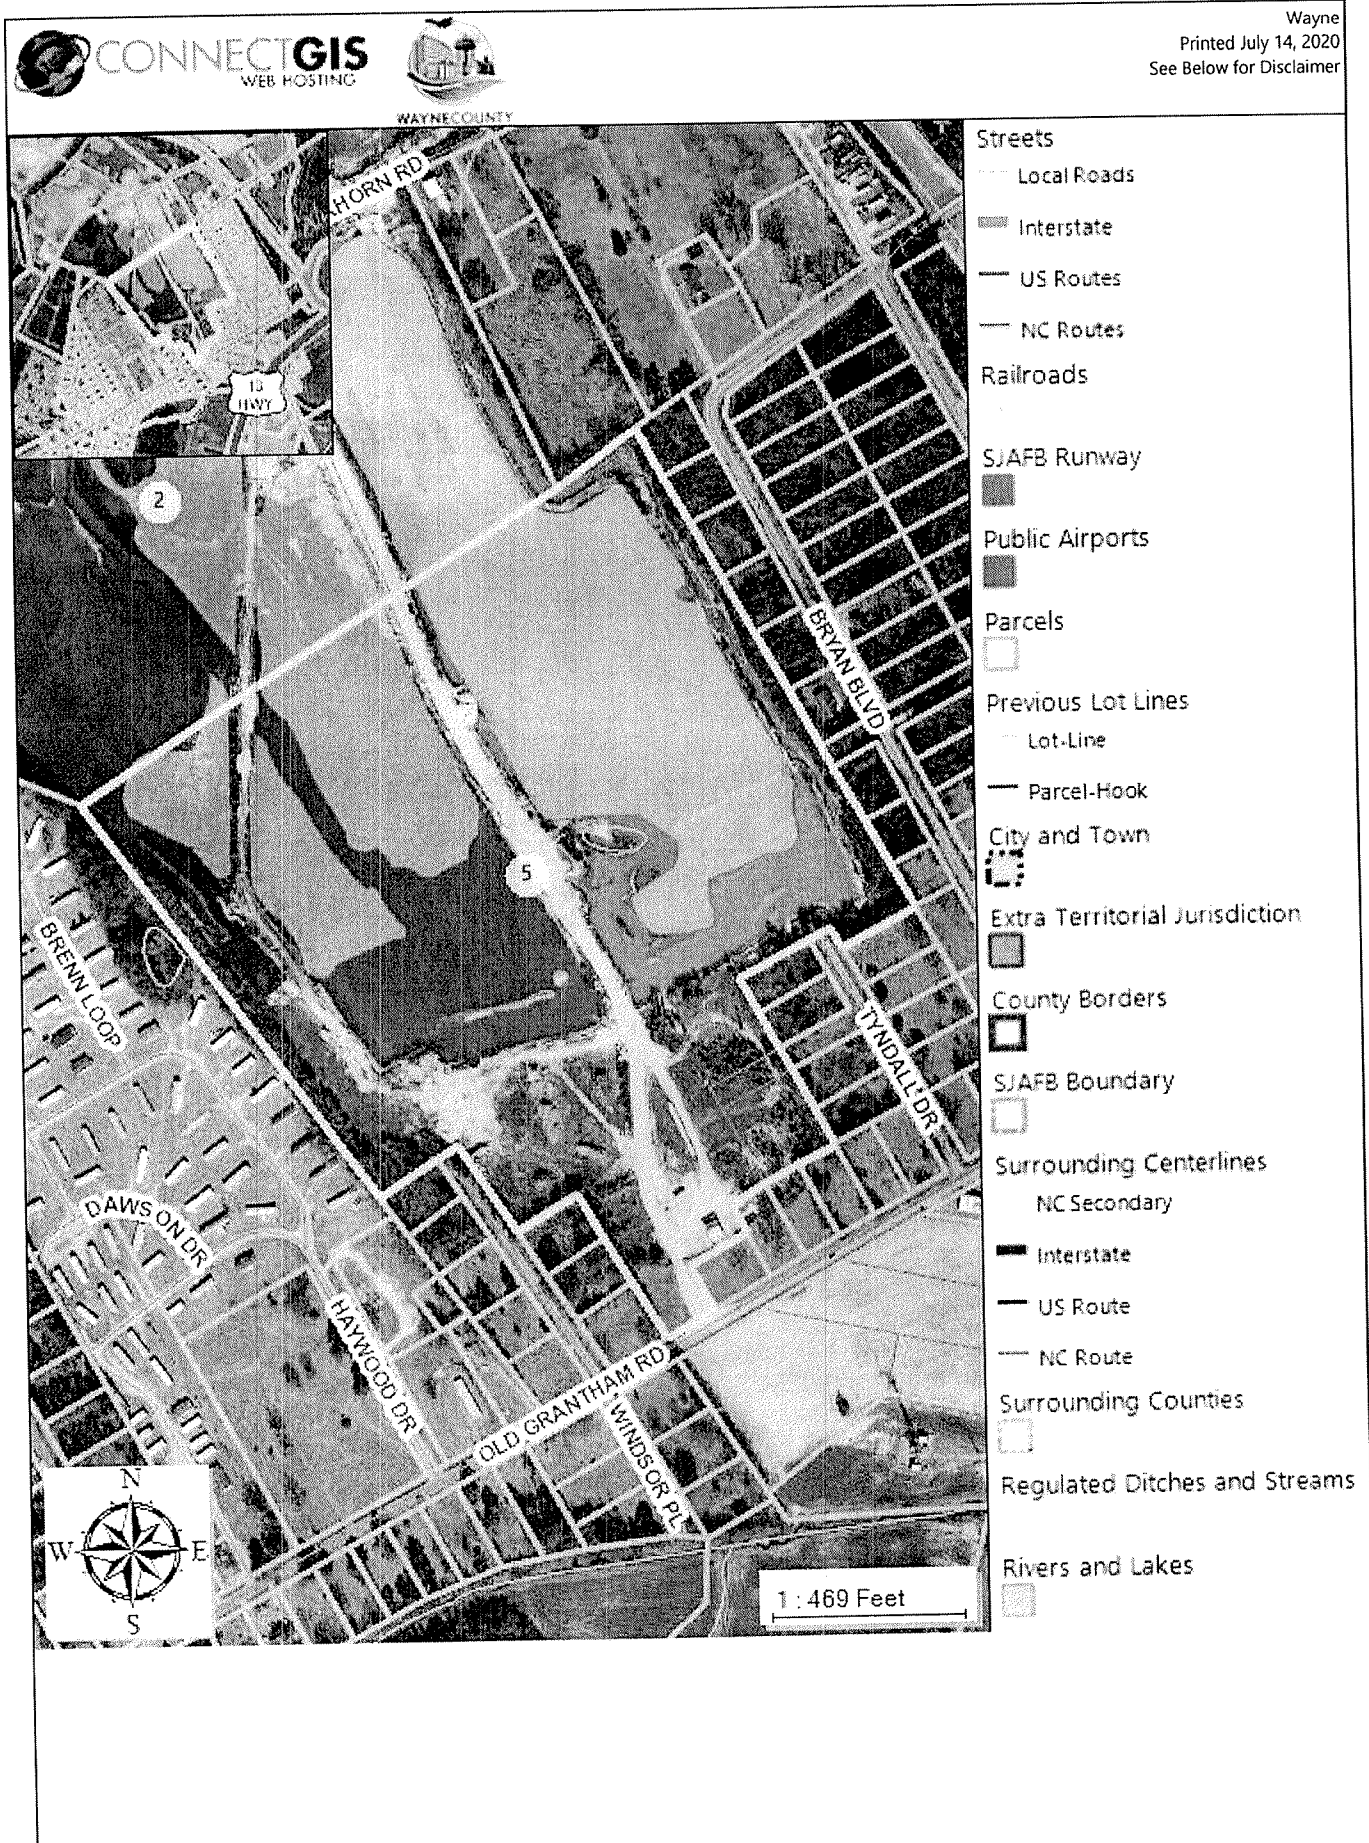 CONNECTGIS
WEB HOSTING
WAYNECOUNTY
Wayne
Printed July 14, 2020
See Below for Disclaimer
HORN RD
13
HWY
2
5
BRYAN BLVD
BRENN LOOP
TYNDALL DR
DAWSON DR
HAYWOOD DR
OLD GRANTHAM RD
WINDSOR PL
N
W
E
S
1 : 469 Feet
Streets
Local Roads
Interstate
US Routes
NC Routes
Railroads
SJAFB Runway
Public Airports
Parcels
Previous Lot Lines
Lot-Line
Parcel-Hook
City and Town
Extra Territorial Jurisdiction
County Borders
SJAFB Boundary
Surrounding Centerlines
NC Secondary
Interstate
US Route
NC Route
Surrounding Counties
Regulated Ditches and Streams
Rivers and Lakes